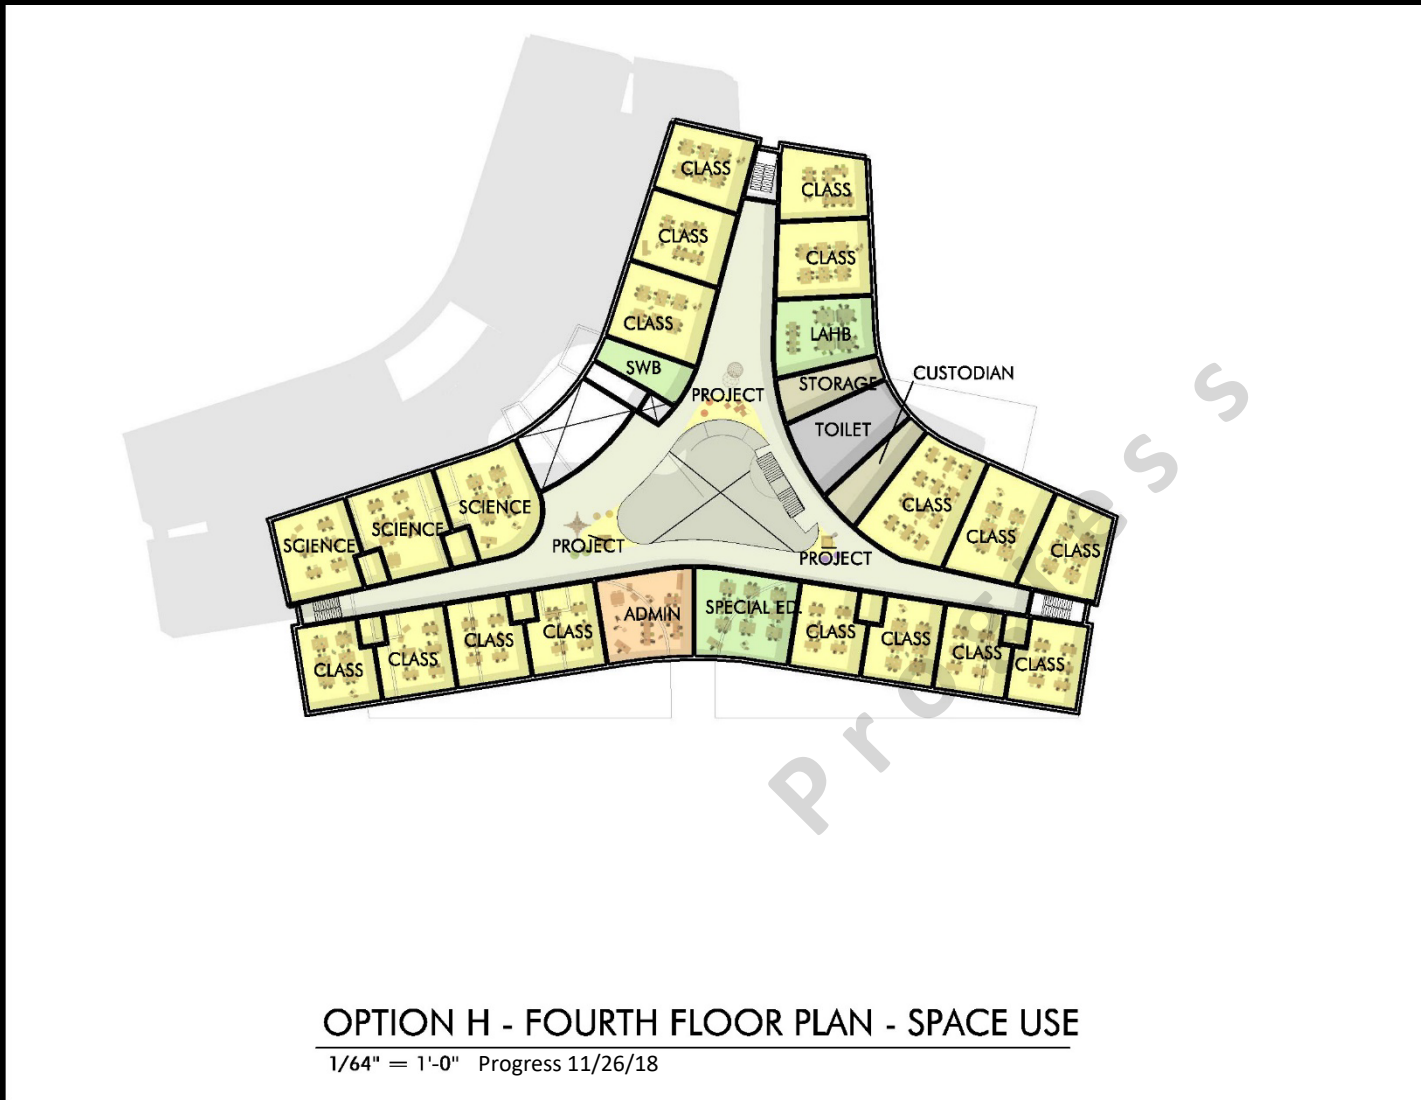 CLASS
CLASS
CLASS
CLASS
CLASS
CLASS
LAHB
SWB
CUSTODIAN
STORAGE
PROJECT
TOILET
SCIENCE
SCIENCE
SCIENCE
CLASS
CLASS
CLASS
PROJECT
PROJECT
CLASS
CLASS
CLASS
CLASS
ADMIN
SPECIAL ED.
CLASS
CLASS
CLASS
CLASS
Progress
OPTION H - FOURTH FLOOR PLAN - SPACE USE
1/64" = 1'-0" Progress 11/26/18